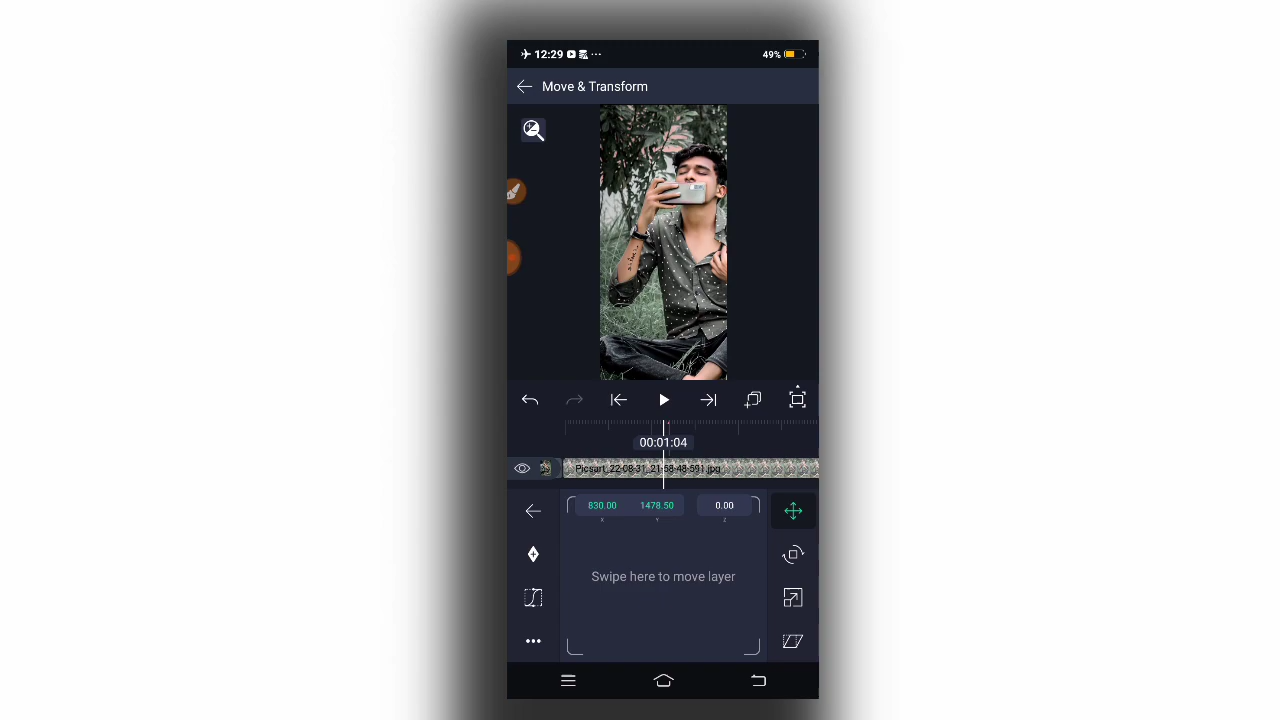 12:29 ...
49%
Move & Transform
00:01:04
Picsart_22-08-31_21-58-48-591.jpg
830.00 1478.50 0.00
X Y Z
Swipe here to move layer